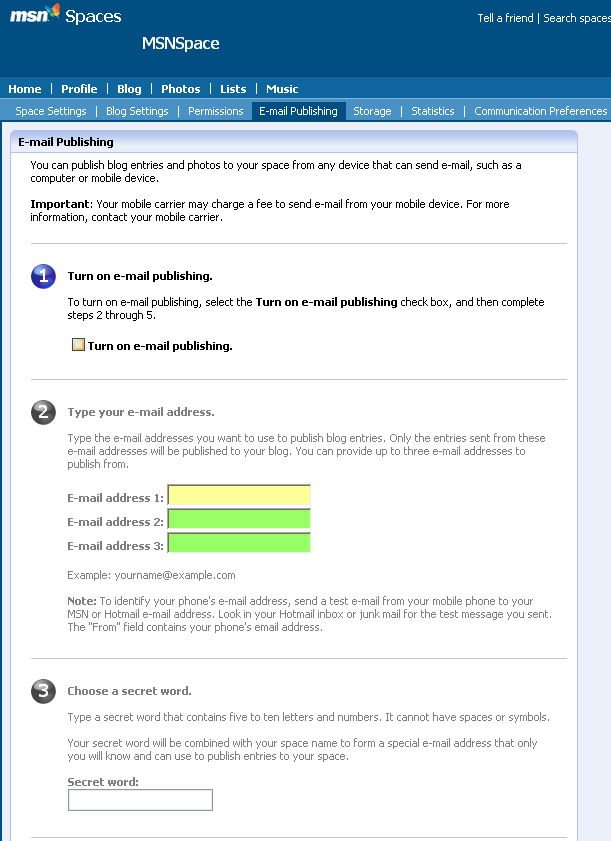 msn Spaces
Tell a friend | Search spaces
MSNSpace
Home | Profile | Blog | Photos | Lists | Music
Space Settings | Blog Settings | Permissions | E-mail Publishing | Storage | Statistics | Communication Preferences
E-mail Publishing
You can publish blog entries and photos to your space from any device that can send e-mail, such as a
computer or mobile device.
Important: Your mobile carrier may charge a fee to send e-mail from your mobile device. For more
information, contact your mobile carrier.
1 Turn on e-mail publishing.
To turn on e-mail publishing, select the Turn on e-mail publishing check box, and then complete
steps 2 through 5.
Turn on e-mail publishing.
2 Type your e-mail address.
Type the e-mail addresses you want to use to publish blog entries. Only the entries sent from these
e-mail addresses will be published to your blog. You can provide up to three e-mail addresses to
publish from.
E-mail address 1:
E-mail address 2:
E-mail address 3:
Example: yourname@example.com
Note: To identify your phone's e-mail address, send a test e-mail from your mobile phone to your
MSN or Hotmail e-mail address. Look in your Hotmail inbox or junk mail for the test message you sent.
The "From" field contains your phone's email address.
3 Choose a secret word.
Type a secret word that contains five to ten letters and numbers. It cannot have spaces or symbols.
Your secret word will be combined with your space name to form a special e-mail address that only
you will know and can use to publish entries to your space.
Secret word: